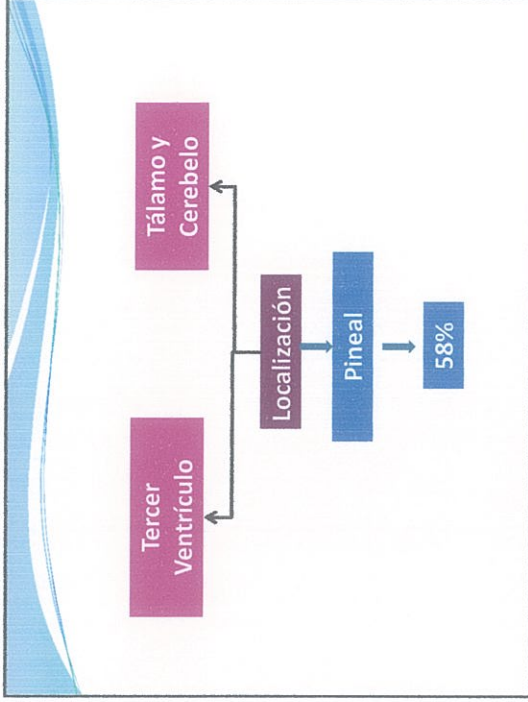 Tercer
Ventrículo
Tálamo y
Cerebelo
Localización
Pineal
58%